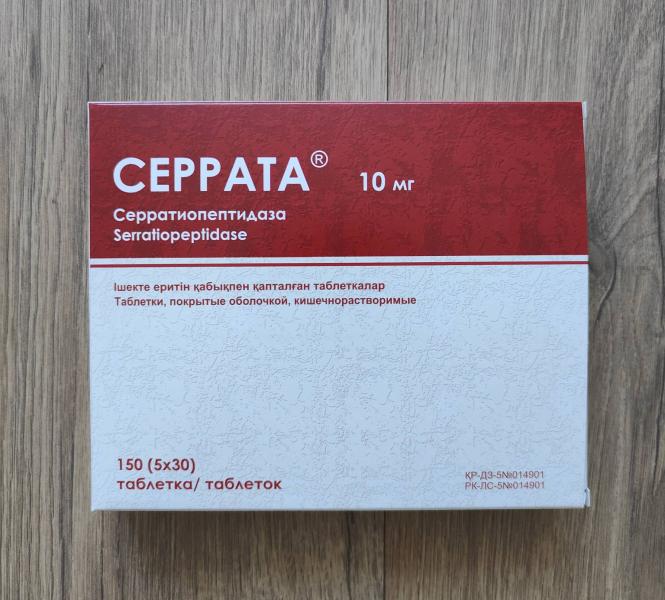 СЕРРАТА® 10 мг
Серратиопептидаза
Serratiopeptidase
Ішекте еритін қабықпен қапталған таблеткалар
Таблетки, покрытые оболочкой, кишечнорастворимые
150 (5х30)
таблетка/ таблеток
ҚР-ДЗ-5№014901
РК-ЛС-5№014901